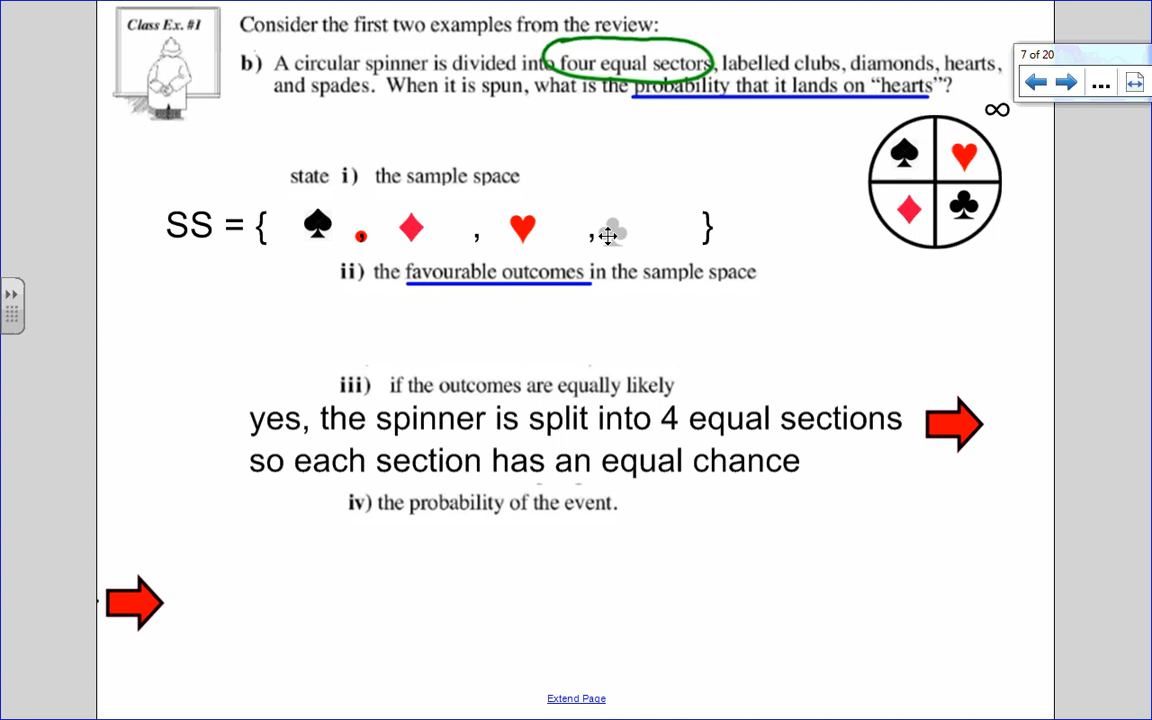 Class Ex. #1
Consider the first two examples from the review:
b) A circular spinner is divided into four equal sectors, labelled clubs, diamonds, hearts,
and spades. When it is spun, what is the probability that it lands on “hearts”?
7 of 20
...
∞
state i) the sample space
SS = { ♠ , ♦ , ♥ , ♣ }
ii) the favourable outcomes in the sample space
iii) if the outcomes are equally likely
yes, the spinner is split into 4 equal sections
so each section has an equal chance
iv) the probability of the event.
Extend Page